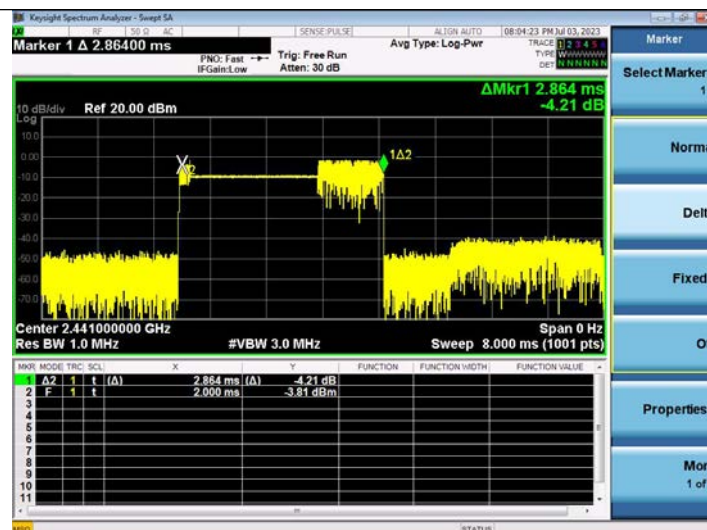 Keysight Spectrum Analyzer - Swept SA
RF 50 Ω AC SENSE:PULSE ALIGN AUTO 08:04:23 PM Jul 03, 2023
Marker 1 Δ 2.86400 ms
PNO: Fast
IFGain:Low
Trig: Free Run
Atten: 30 dB
Avg Type: Log-Pwr
TRACE 1 2 3 4 5 6
TYPE
DET N N N N N N
Marker
Select Marker
1
Norma
Delt
Fixed
O
Properties
Mor
1 of
ΔMkr1 2.864 ms
-4.21 dB
10 dB/div Ref 20.00 dBm
Log
10.0
0.00
-10.0
-20.0
-30.0
-40.0
-50.0
-60.0
-70.0
1Δ2
Center 2.441000000 GHz Span 0 Hz
Res BW 1.0 MHz #VBW 3.0 MHz Sweep 8.000 ms (1001 pts)
MKR MODE TRC SCL X Y FUNCTION FUNCTION WIDTH FUNCTION VALUE
1 Δ2 1 t (Δ) 2.864 ms (Δ) -4.21 dB
2 F 1 t 2.000 ms -3.81 dBm
3
4
5
6
7
8
9
10
11
MSG STATUS